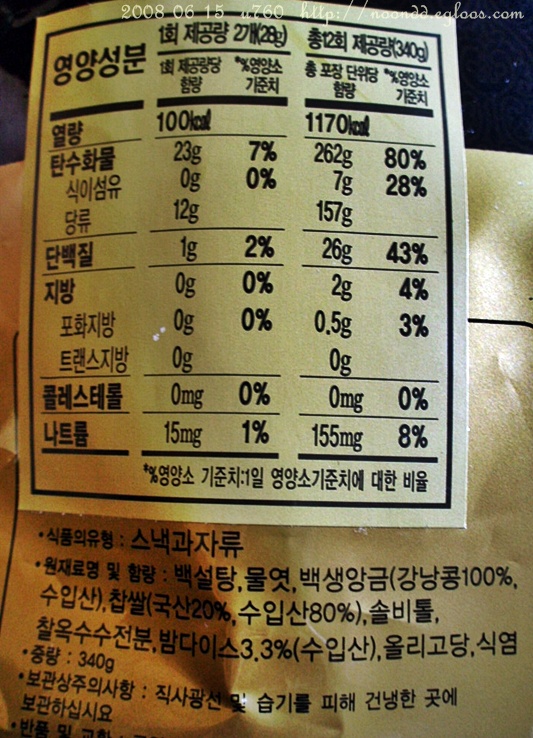 2008 06 15 u760 http://noondd.egloos.com
영양성분 1회 제공량 2개(28g) 총12회 제공량(340g)
1회 제공량당 함량 *%영양소 기준치 총 포장 단위당 함량 *%영양소 기준치
열량 100kcal 1170kcal
탄수화물 23g 7% 262g 80%
식이섬유 0g 0% 7g 28%
당류 12g 157g
단백질 1g 2% 26g 43%
지방 0g 0% 2g 4%
포화지방 0g 0% 0.5g 3%
트랜스지방 0g 0g
콜레스테롤 0mg 0% 0mg 0%
나트륨 15mg 1% 155mg 8%
*%영양소 기준치:1일 영양소기준치에 대한 비율
•식품의유형 : 스낵과자류
•원재료명 및 함량 : 백설탕,물엿,백생앙금(강낭콩100%,
수입산),찹쌀(국산20%,수입산80%),솔비톨,
찰옥수수전분,밤다이스3.3%(수입산),올리고당,식염
•중량 : 340g
•보관상주의사항 : 직사광선 및 습기를 피해 건냉한 곳에
보관하십시요
•반품 및 교환 :